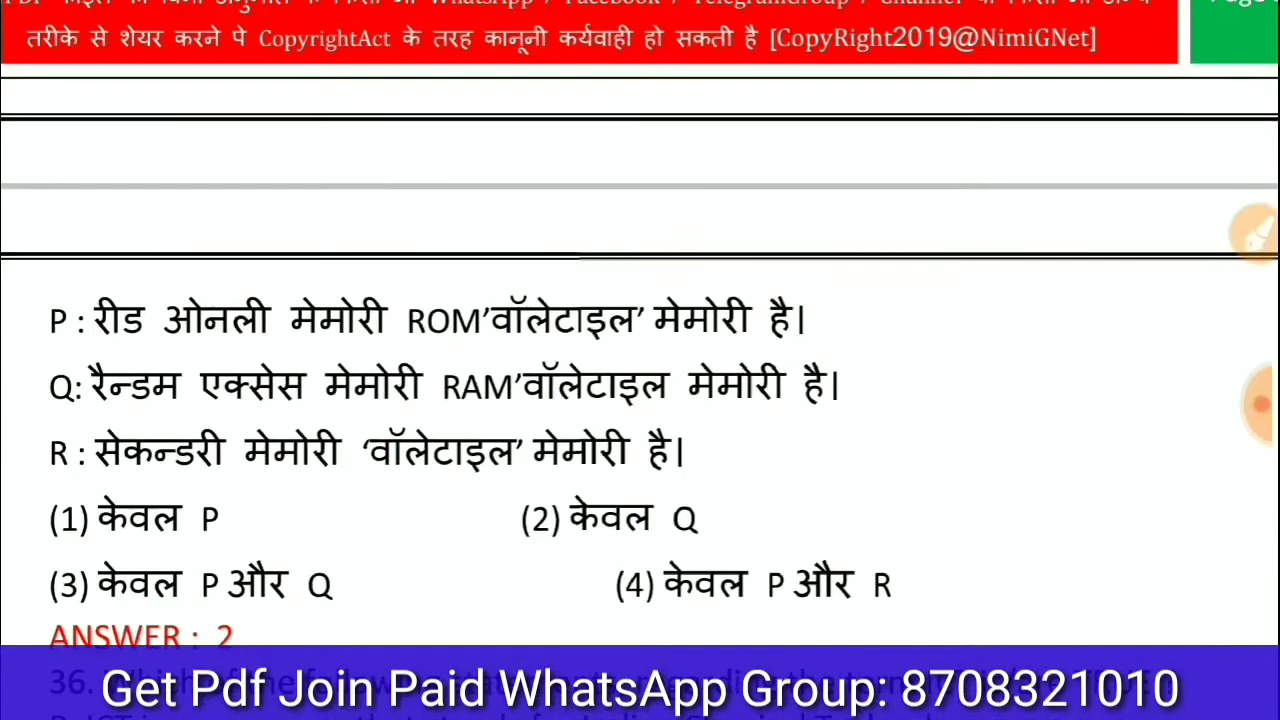 तरीके से शेयर करने पे CopyrightAct के तरह कानूनी कर्यवाही हो सकती है [CopyRight2019@NimiGNet]
P : रीड ओनली मेमोरी ROM’वॉलेटाइल’ मेमोरी है।
Q: रैन्डम एक्सेस मेमोरी RAM’वॉलेटाइल मेमोरी है।
R : सेकन्डरी मेमोरी ‘वॉलेटाइल’ मेमोरी है।
(1) केवल P (2) केवल Q
(3) केवल P और Q (4) केवल P और R
ANSWER : 2
36.
Get Pdf Join Paid WhatsApp Group: 8708321010